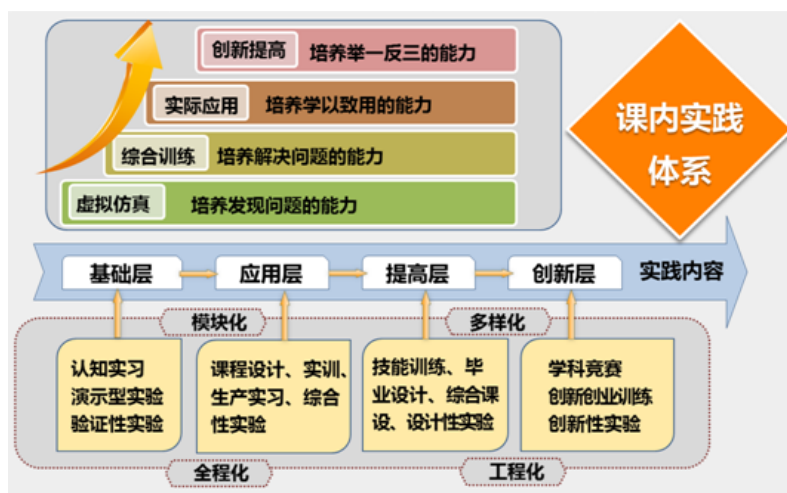 创新提高 培养举一反三的能力
实际应用 培养学以致用的能力
综合训练 培养解决问题的能力
虚拟仿真 培养发现问题的能力
课内实践
体系
基础层 应用层 提高层 创新层 实践内容
模块化 多样化
认知实习
演示型实验
验证性实验
课程设计、实训、
生产实习、综合
性实验
技能训练、毕
业设计、综合课
设、设计性实验
学科竞赛
创新创业训练
创新性实验
全程化 工程化